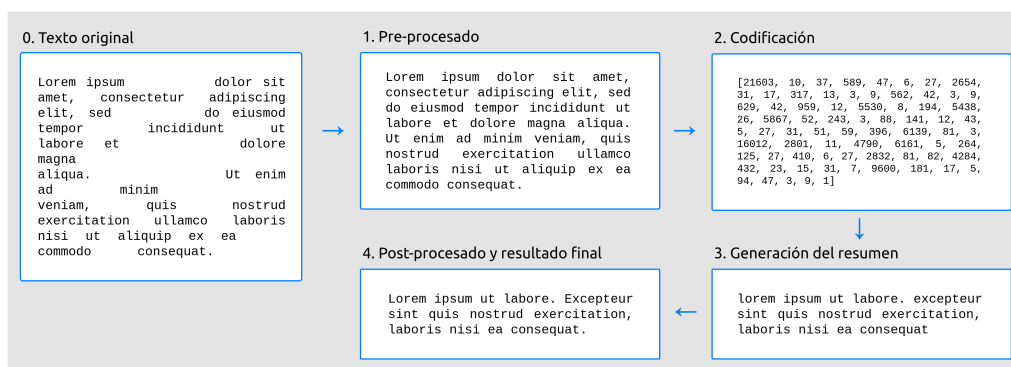 0. Texto original
Lorem ipsum dolor sit
amet, consectetur adipiscing
elit, sed do eiusmod
tempor incididunt ut
labore et dolore
magna
aliqua. Ut enim
ad minim
veniam, quis nostrud
exercitation ullamco laboris
nisi ut aliquip ex ea
commodo consequat.
1. Pre-procesado
Lorem ipsum dolor sit amet,
consectetur adipiscing elit, sed
do eiusmod tempor incididunt ut
labore et dolore magna aliqua.
Ut enim ad minim veniam, quis
nostrud exercitation ullamco
laboris nisi ut aliquip ex ea
commodo consequat.
2. Codificación
[21603, 10, 37, 589, 47, 6, 27, 2654,
31, 17, 317, 13, 3, 9, 562, 42, 3, 9,
629, 42, 959, 12, 5530, 8, 194, 5438,
26, 5867, 52, 243, 3, 88, 141, 12, 43,
5, 27, 31, 51, 59, 396, 6139, 81, 3,
16012, 2801, 11, 4790, 6161, 5, 264,
125, 27, 410, 6, 27, 2832, 81, 82, 4284,
432, 23, 15, 31, 7, 9600, 181, 17, 5,
94, 47, 3, 9, 1]
3. Generación del resumen
lorem ipsum ut labore. excepteur
sint quis nostrud exercitation,
laboris nisi ea consequat
4. Post-procesado y resultado final
Lorem ipsum ut labore. Excepteur
sint quis nostrud exercitation,
laboris nisi ea consequat.